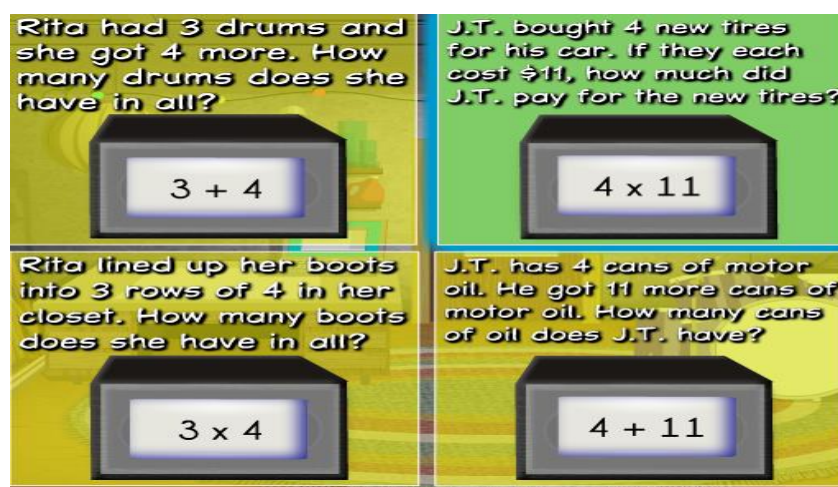 Rita had 3 drums and
she got 4 more. How
many drums does she
have in all?
3 + 4
J.T. bought 4 new tires
for his car. If they each
cost $11, how much did
J.T. pay for the new tires?
4 x 11
Rita lined up her boots
into 3 rows of 4 in her
closet. How many boots
does she have in all?
3 x 4
J.T. has 4 cans of motor
oil. He got 11 more cans of
motor oil. How many cans
of oil does J.T. have?
4 + 11